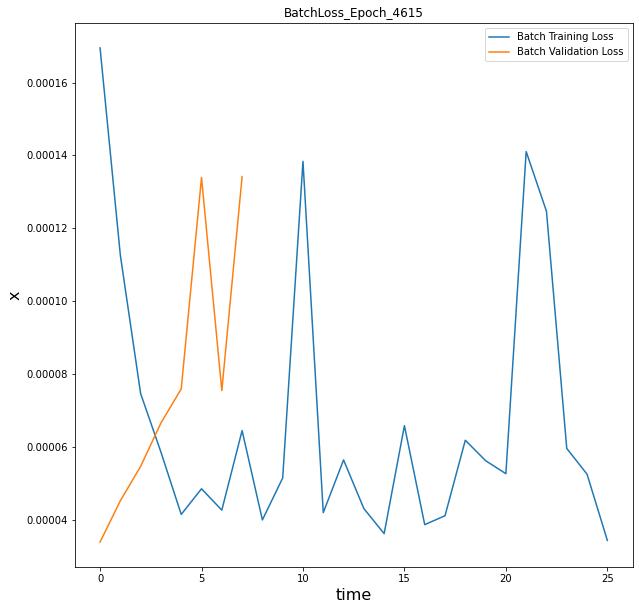 BatchLoss_Epoch_4615
Batch Training Loss
Batch Validation Loss
0.00016
0.00014
0.00012
0.00010
0.00008
0.00006
0.00004
x
0 5 10 15 20 25
time